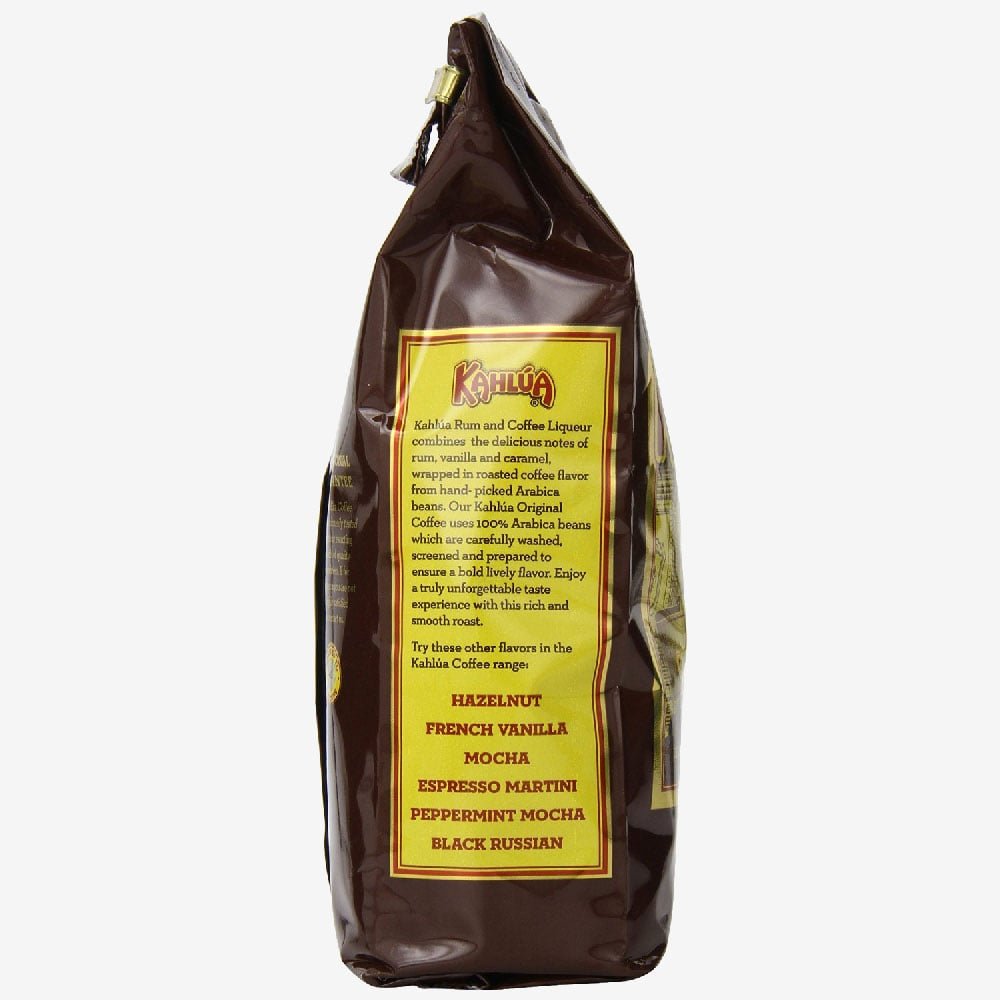 KAHLÚA
®
Kahlúa Rum and Coffee Liqueur
combines the delicious notes of
rum, vanilla and caramel,
wrapped in roasted coffee flavor
from hand- picked Arabica
beans. Our Kahlúa Original
Coffee uses 100% Arabica beans
which are carefully washed,
screened and prepared to
ensure a bold lively flavor. Enjoy
a truly unforgettable taste
experience with this rich and
smooth roast.
Try these other flavors in the
Kahlúa Coffee range:
HAZELNUT
FRENCH VANILLA
MOCHA
ESPRESSO MARTINI
PEPPERMINT MOCHA
BLACK RUSSIAN